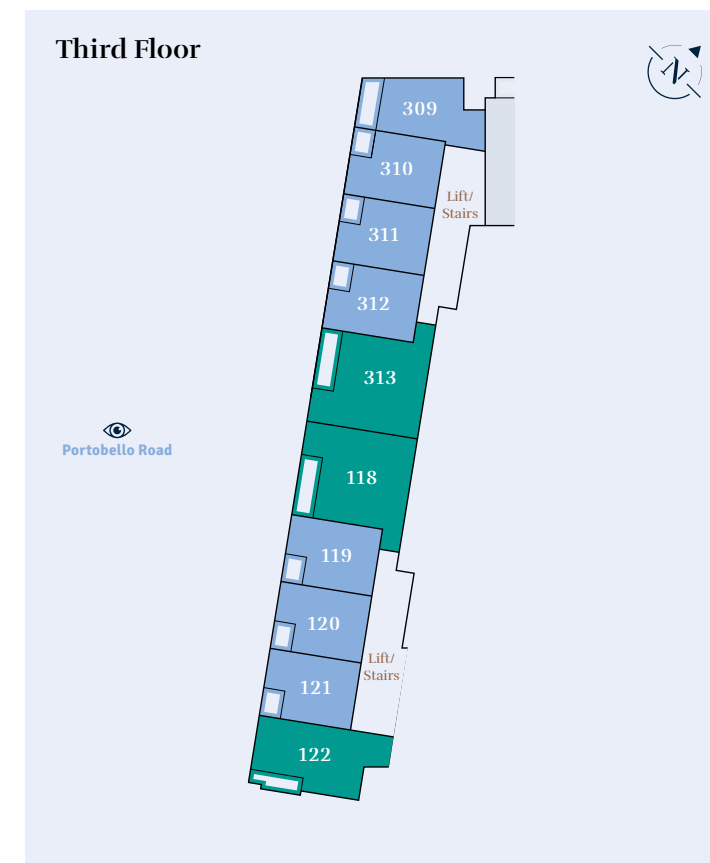 Third Floor
N
309
310
Lift/
Stairs
311
312
313
Portobello Road
118
119
120
Lift/
Stairs
121
122